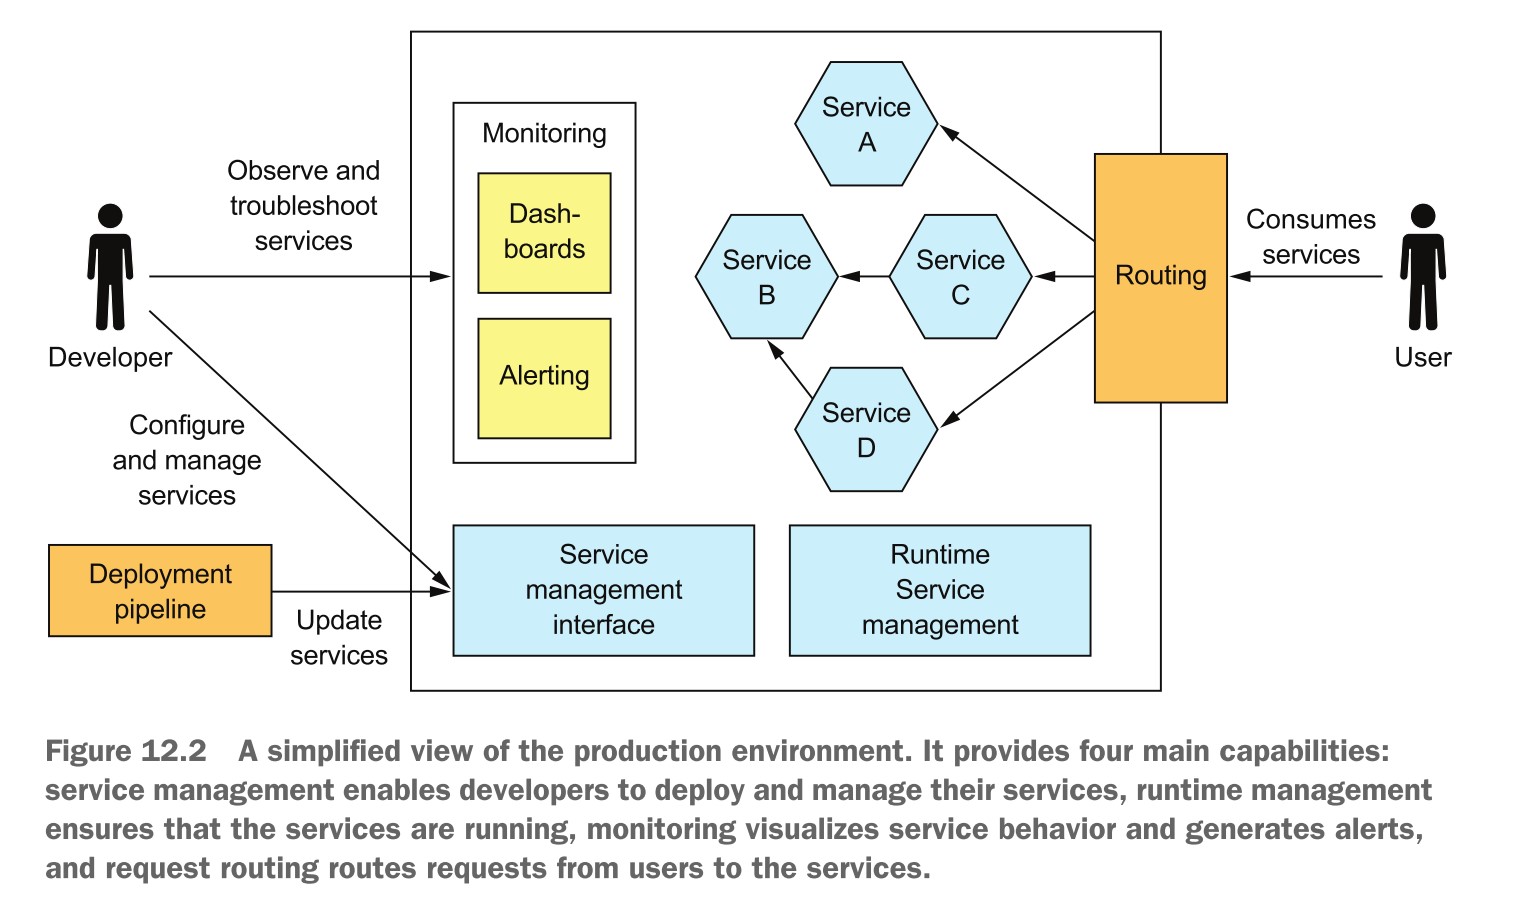 Monitoring
Dash-
boards
Alerting
Service
A
Service
B
Service
C
Service
D
Routing
Consumes
services
User
Observe and
troubleshoot
services
Developer
Configure
and manage
services
Deployment
pipeline
Update
services
Service
management
interface
Runtime
Service
management
Figure 12.2 A simplified view of the production environment. It provides four main capabilities:
service management enables developers to deploy and manage their services, runtime management
ensures that the services are running, monitoring visualizes service behavior and generates alerts,
and request routing routes requests from users to the services.